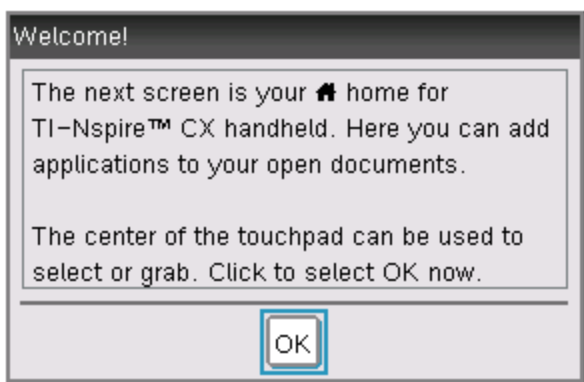 Welcome!
The next screen is your home for
TI-Nspire™ CX handheld. Here you can add
applications to your open documents.
The center of the touchpad can be used to
select or grab. Click to select OK now.
OK